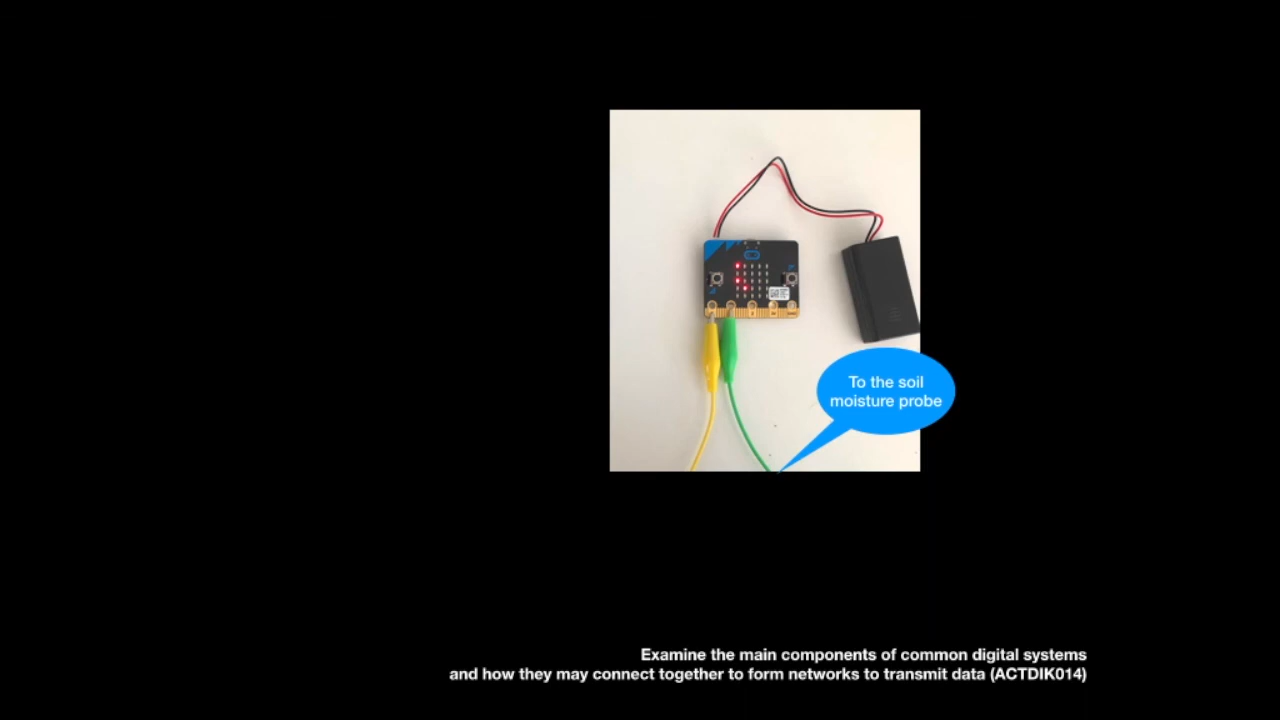 To the soil
moisture probe
Examine the main components of common digital systems
and how they may connect together to form networks to transmit data (ACTDIK014)